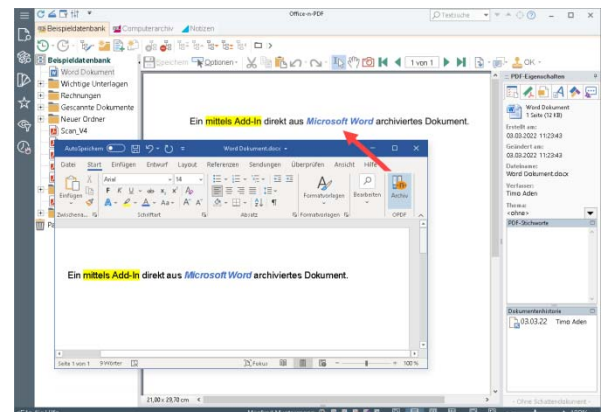 Office-n-PDF
Textsuche
Beispieldatenbank
Computerarchiv
Notizen
Beispieldatenbank
Word Dokument
Wichtige Unterlagen
Rechnungen
Gescannte Dokumente
Neuer Ordner
Scan_V4
Speichern
Optionen
1 von 1
OK
Ein mittels Add-In direkt aus Microsoft Word archiviertes Dokument.
AutoSpeichern
Word Dokument.docx
Datei Start Einfügen Entwurf Layout Referenzen Sendungen Überprüfen Ansicht Hilfe
Einfügen
Arial
14
F K U
Formatvorlagen
Bearbeiten
Archiv
Zwischena...
Schriftart
Absatz
Formatvorlagen
OPDF
Ein mittels Add-In direkt aus Microsoft Word archiviertes Dokument.
Seite 1 von 1
9 Wörter
Fokus
100 %
21,00 x 29,70 cm
PDF-Eigenschaften
Word Dokument
1 Seite (12 KB)
Erstellt am:
03.03.2022 11:23:43
Geändert am:
03.03.2022 11:23:43
Dateiname:
Word Dokument.docx
Verfasser:
Timo Aden
Thema:
<ohne>
PDF-Stichworte
Dokumentenhistorie
03.03.22 Timo Aden
- Ohne Schattendokument -